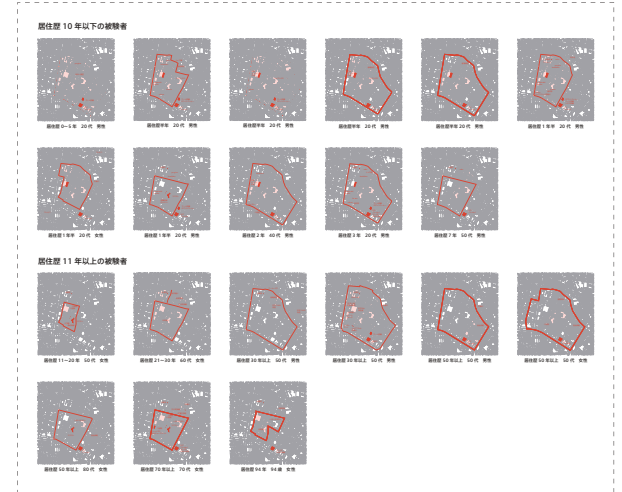 居住歴 10 年以下の被験者
居住歴 0〜5 年　20 代　男性
居住歴半年　20 代　男性
居住歴半年　20 代　男性
居住歴半年　20 代　男性
居住歴半年 20 代　男性
居住歴 1 年半　20 代　男性
居住歴 1 年半　20 代　女性
居住歴 1 年半　20 代　男性
居住歴 2 年　40 代　男性
居住歴 3 年　20 代　男性
居住歴 7 年　50 代　男性
居住歴 11 年以上の被験者
居住歴 11〜20 年　50 代　女性
居住歴 21〜30 年　60 代　女性
居住歴 30 年以上　50 代　男性
居住歴 30 年以上　50 代　男性
居住歴 50 年以上　50 代　男性
居住歴 50 年以上　50 代　女性
居住歴 50 年以上　80 代　女性
居住歴 70 年以上　70 代　女性
居住歴 94 年　94 歳　女性